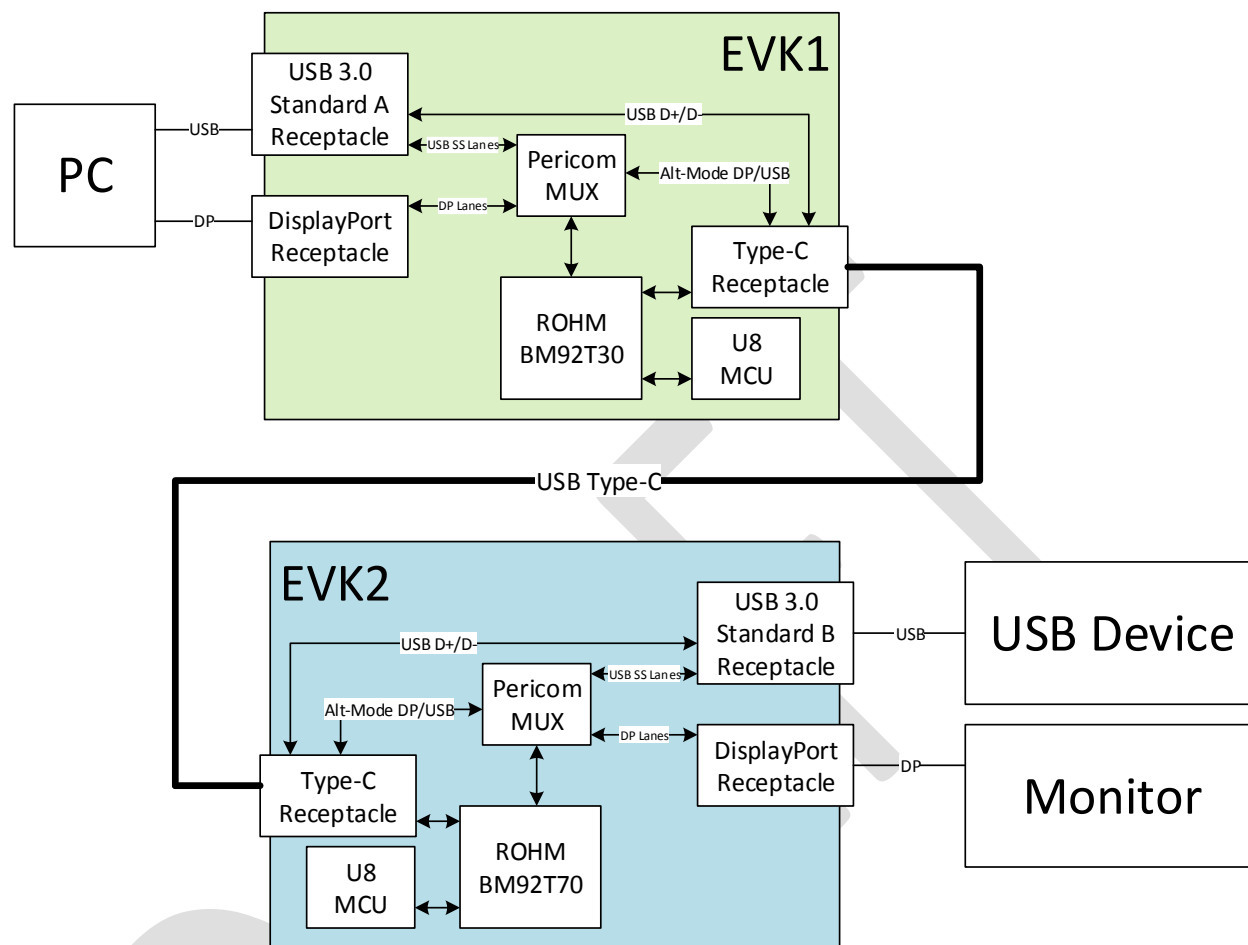 EVK1
USB 3.0
Standard A
Receptacle
PC
USB
USB D+/D-
USB SS Lanes
Pericom
MUX
Alt-Mode DP/USB
DP
DisplayPort
Receptacle
DP Lanes
Type-C
Receptacle
ROHM
BM92T30
U8
MCU
USB Type-C
EVK2
USB 3.0
Standard B
Receptacle
USB
USB Device
USB D+/D-
USB SS Lanes
Pericom
MUX
Alt-Mode DP/USB
DP Lanes
DisplayPort
Receptacle
DP
Monitor
Type-C
Receptacle
ROHM
BM92T70
U8
MCU